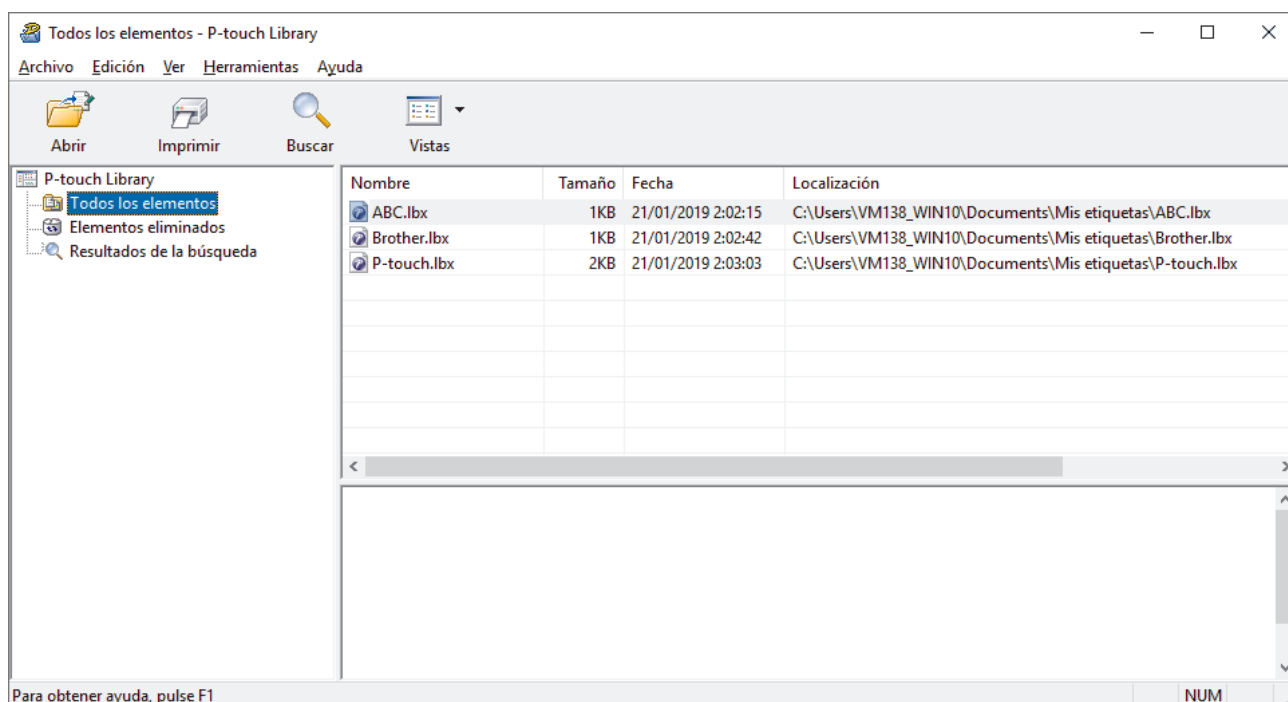 Todos los elementos - P-touch Library
Archivo Edición Ver Herramientas Ayuda
Abrir Imprimir Buscar Vistas
P-touch Library
Todos los elementos
Elementos eliminados
Resultados de la búsqueda
Nombre Tamaño Fecha Localización
ABC.lbx 1KB 21/01/2019 2:02:15 C:\Users\VM138_WIN10\Documents\Mis etiquetas\ABC.lbx
Brother.lbx 1KB 21/01/2019 2:02:42 C:\Users\VM138_WIN10\Documents\Mis etiquetas\Brother.lbx
P-touch.lbx 2KB 21/01/2019 2:03:03 C:\Users\VM138_WIN10\Documents\Mis etiquetas\P-touch.lbx
Para obtener ayuda, pulse F1 NUM